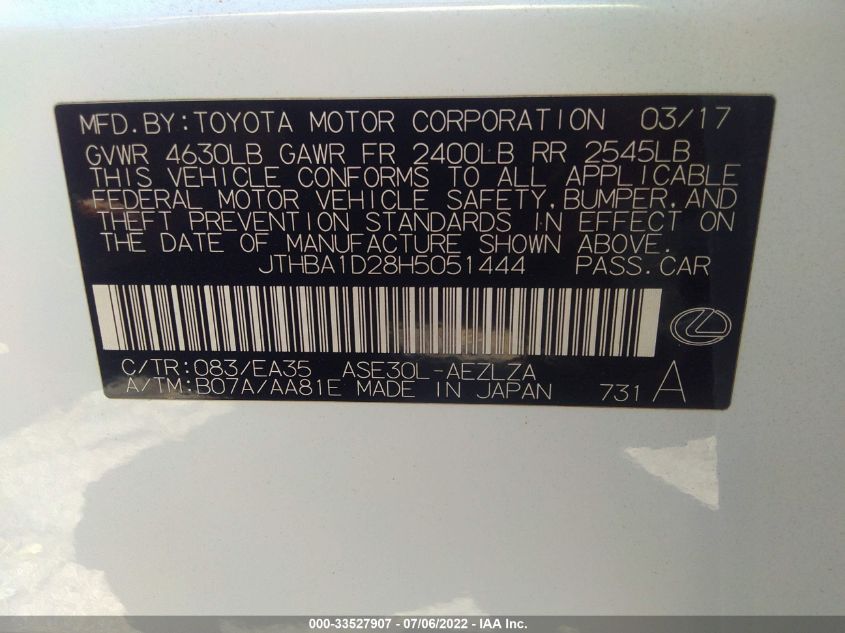 MFD.BY:TOYOTA MOTOR CORPORATION 03/17
GVWR 4630LB GAWR FR 2400LB RR 2545LB
THIS VEHICLE CONFORMS TO ALL APPLICABLE
FEDERAL MOTOR VEHICLE SAFETY,BUMPER,AND
THEFT PREVENTION STANDARDS IN EFFECT ON
THE DATE OF MANUFACTURE SHOWN ABOVE.
JTHBA1D28H5051444 PASS.CAR
C/TR:083/EA35 ASE30L-AEZLZA
A/TM:B07A/AA81E MADE IN JAPAN 731 A
000-33527907 - 07/06/2022 - IAA, Inc.